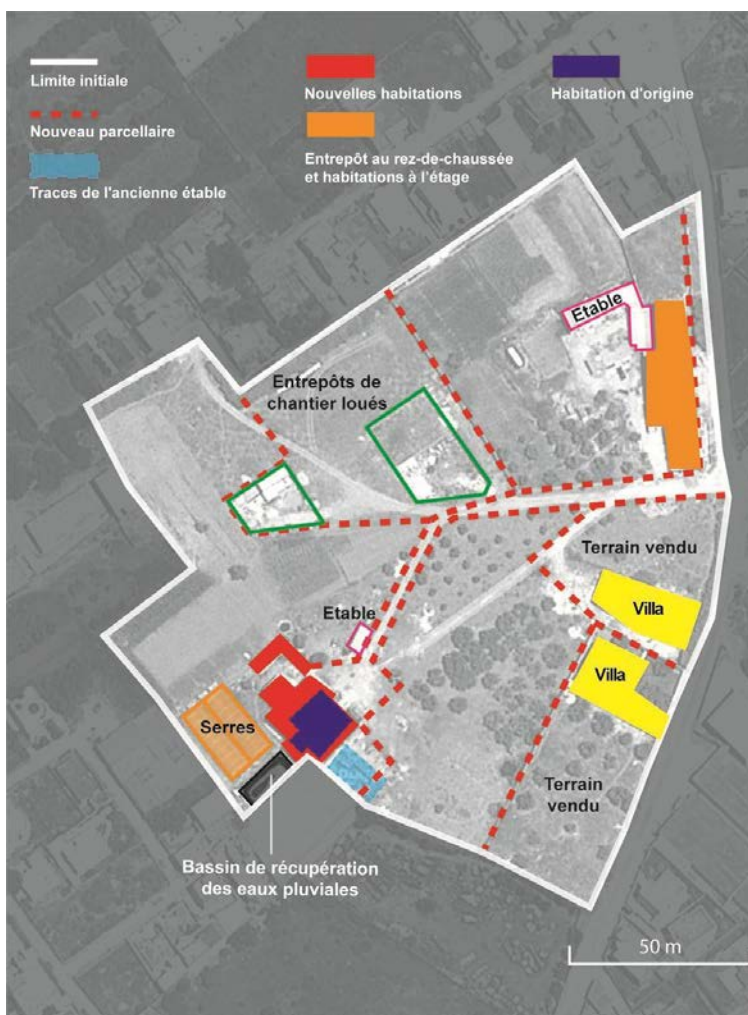 Limite initiale
Nouveau parcellaire
Traces de l'ancienne étable
Nouvelles habitations
Entrepôt au rez-de-chaussée
et habitations à l'étage
Habitation d'origine
Etable
Entrepôts de
chantier loués
Terrain vendu
Villa
Etable
Villa
Serres
Terrain
vendu
Bassin de récupération
des eaux pluviales
50 m